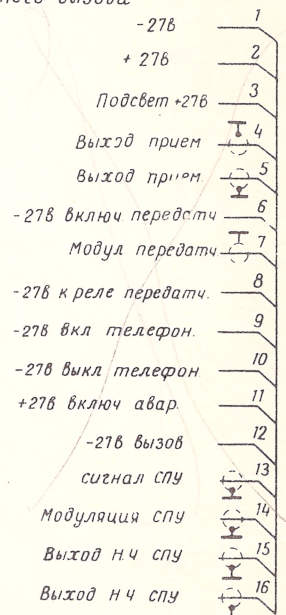 -27в 1
+ 27в 2
Подсвет +27в 3
Выход прием 4
Выход прием 5
-27в включ передатч 6
Модул передатч 7
-27в к реле передатч. 8
-27в вкл телефон. 9
-27в выкл телефон 10
+27в включ авар. 11
-27в вызов 12
сигнал СПУ 13
Модуляция СПУ 14
Выход Н.Ч СПУ 15
Выход Н.Ч СПУ 16